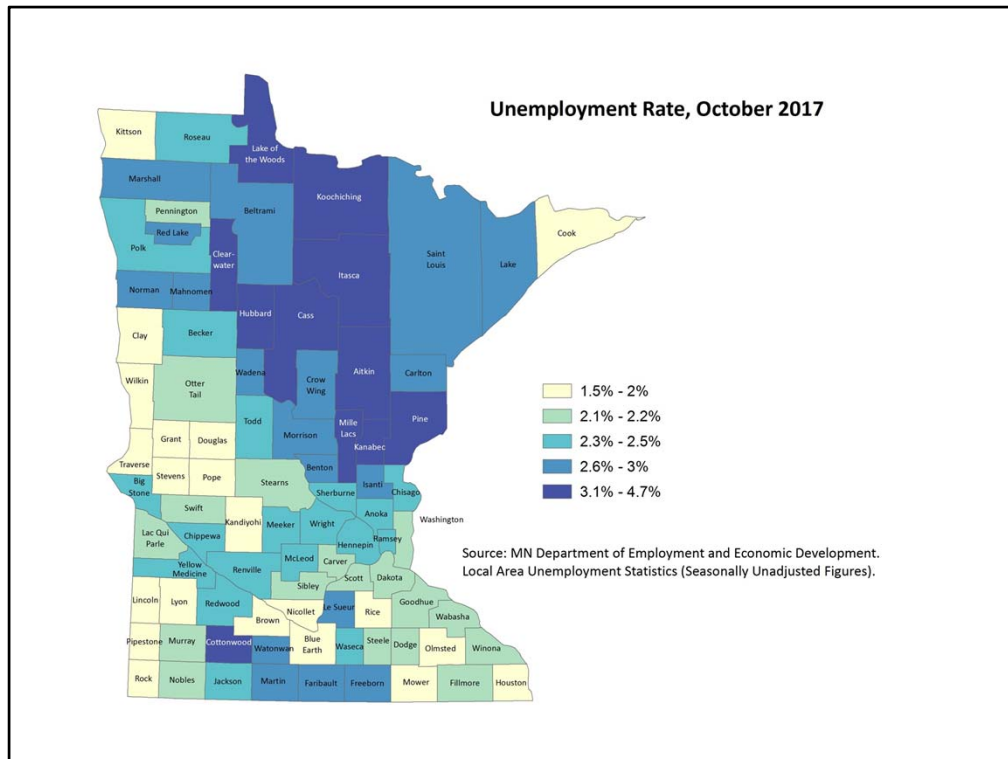 Unemployment Rate, October 2017
Kittson
Roseau
Lake of
the Woods
Marshall
Koochiching
Pennington
Beltrami
Red Lake
Polk
Clear-
water
Saint
Louis
Lake
Cook
Itasca
Norman
Mahnomen
Hubbard
Cass
Clay
Becker
Wadena
Crow
Wing
Aitkin
Carlton
Wilkin
Otter
Tail
Todd
Morrison
Mille
Lacs
Kanabec
Pine
Grant
Douglas
Traverse
Stevens
Pope
Benton
Big
Stone
Stearns
Isanti
Sherburne
Chisago
Swift
Kandiyohi
Meeker
Wright
Anoka
Washington
Lac Qui
Parle
Chippewa
Hennepin
Ramsey
McLeod
Carver
Yellow
Medicine
Renville
Sibley
Scott
Dakota
Lincoln
Lyon
Redwood
Nicollet
Le Sueur
Rice
Goodhue
Wabasha
Brown
Pipestone
Murray
Cottonwood
Watonwan
Blue
Earth
Waseca
Steele
Dodge
Olmsted
Winona
Rock
Nobles
Jackson
Martin
Faribault
Freeborn
Mower
Fillmore
Houston
1.5% - 2%
2.1% - 2.2%
2.3% - 2.5%
2.6% - 3%
3.1% - 4.7%
Source: MN Department of Employment and Economic Development.
Local Area Unemployment Statistics (Seasonally Unadjusted Figures).